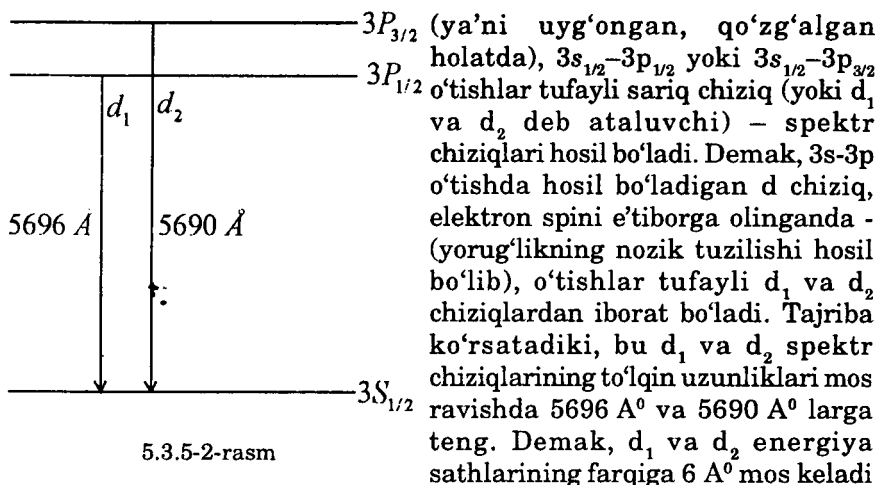 3P₃/₂
3P₁/₂
d₁
d₂
5696 Å
5690 Å
3S₁/₂
5.3.5-2-rasm
(ya’ni uyg‘ongan, qo‘zg‘algan
holatda), 3s₁/₂–3p₁/₂ yoki 3s₁/₂–3p₃/₂
o‘tishlar tufayli sariq chiziq (yoki d₁
va d₂ deb ataluvchi) – spektr
chiziqlari hosil bo‘ladi. Demak, 3s-3p
o‘tishda hosil bo‘ladigan d chiziq,
elektron spini e’tiborga olinganda -
(yorug‘likning nozik tuzilishi hosil
bo‘lib), o‘tishlar tufayli d₁ va d₂
chiziqlardan iborat bo‘ladi. Tajriba
ko‘rsatadiki, bu d₁ va d₂ spektr
chiziqlarining to‘lqin uzunliklari mos
ravishda 5696 A⁰ va 5690 A⁰ larga
teng. Demak, d₁ va d₂ energiya
sathlarining farqiga 6 A⁰ mos keladi